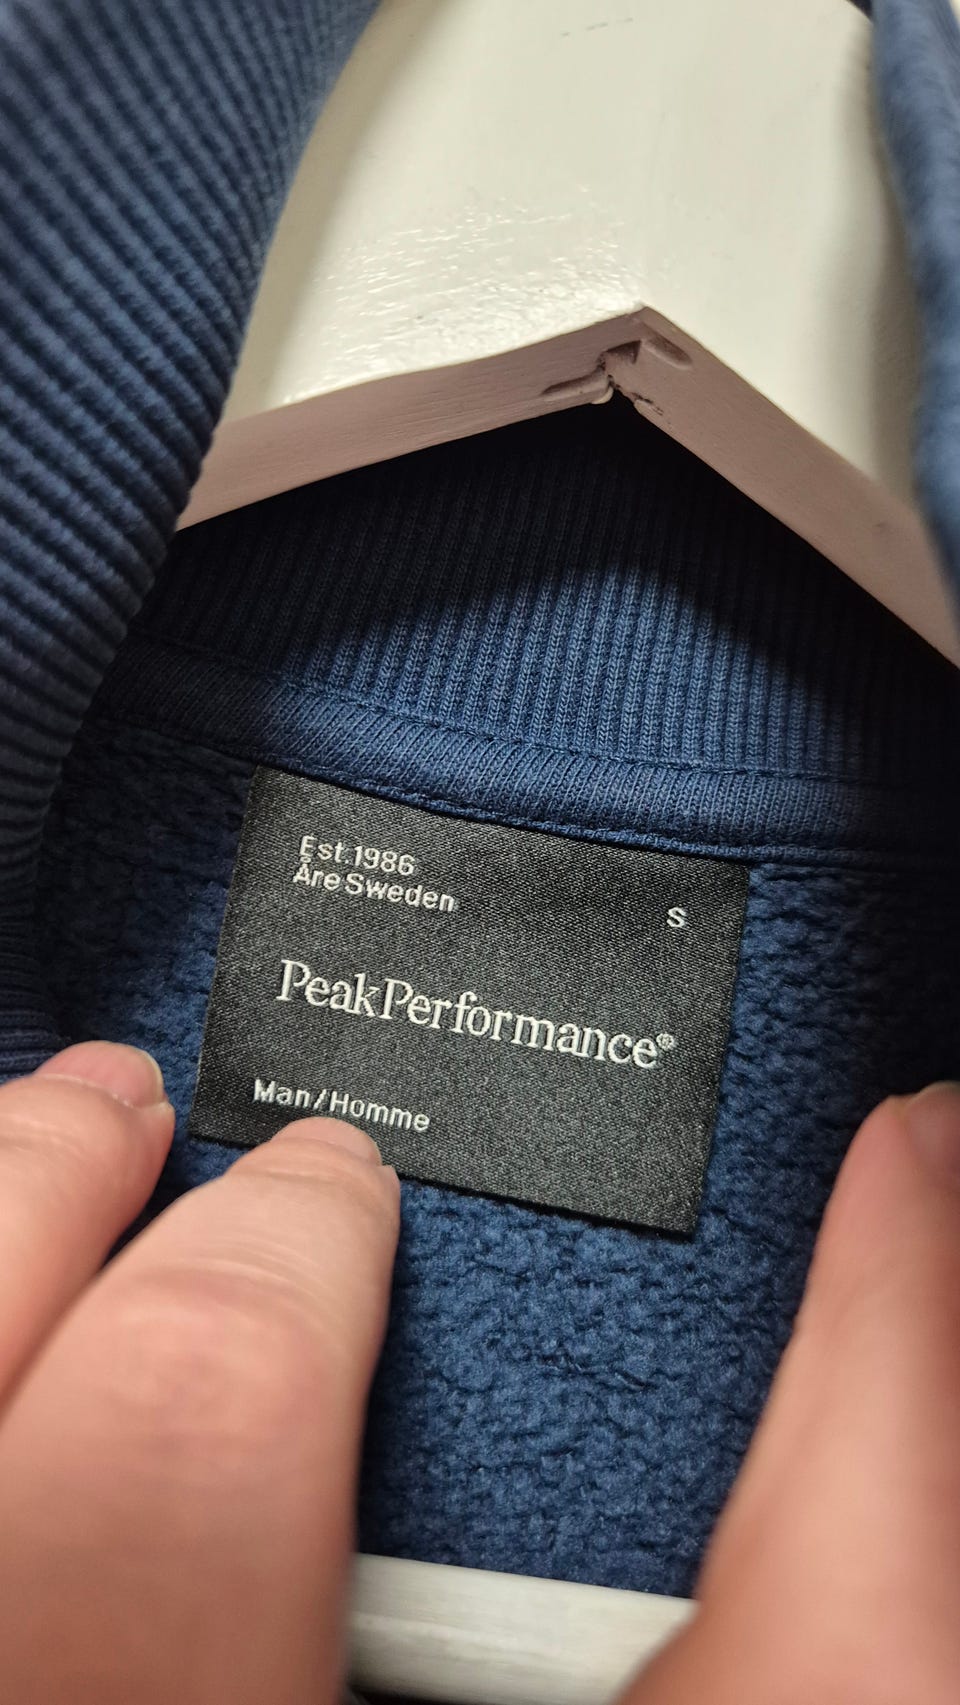 Est.1986
Åre Sweden
S
PeakPerformance®
Man/Homme